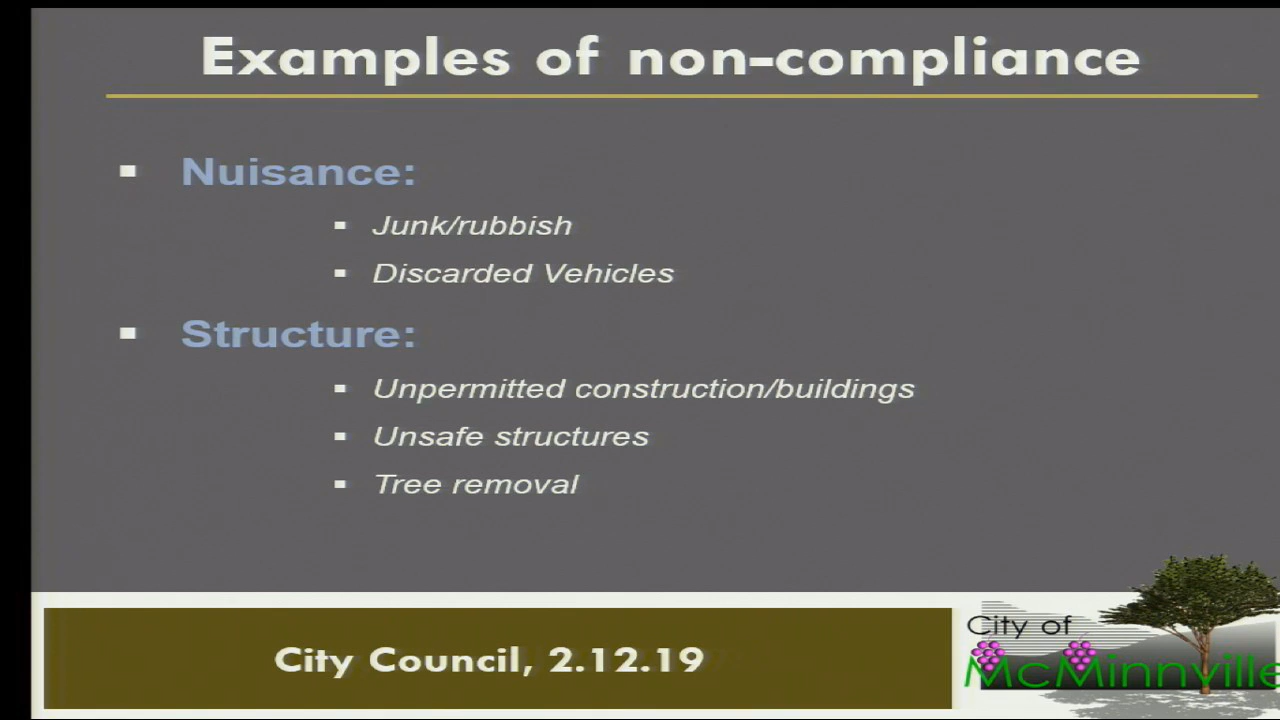 Examples of non-compliance
Nuisance:
Junk/rubbish
Discarded Vehicles
Structure:
Unpermitted construction/buildings
Unsafe structures
Tree removal
City Council, 2.12.19
City of
McMinnville